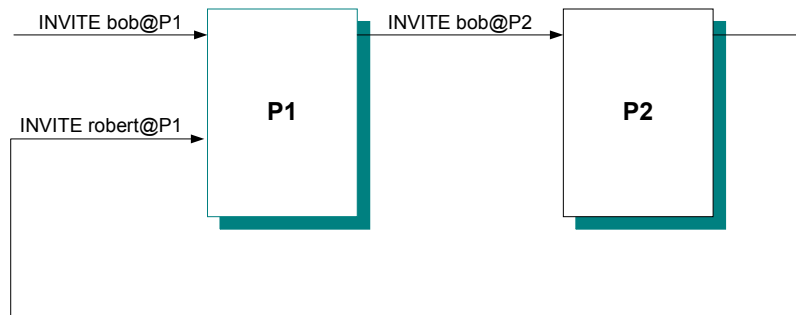 INVITE bob@P1
INVITE bob@P2
P1
P2
INVITE robert@P1